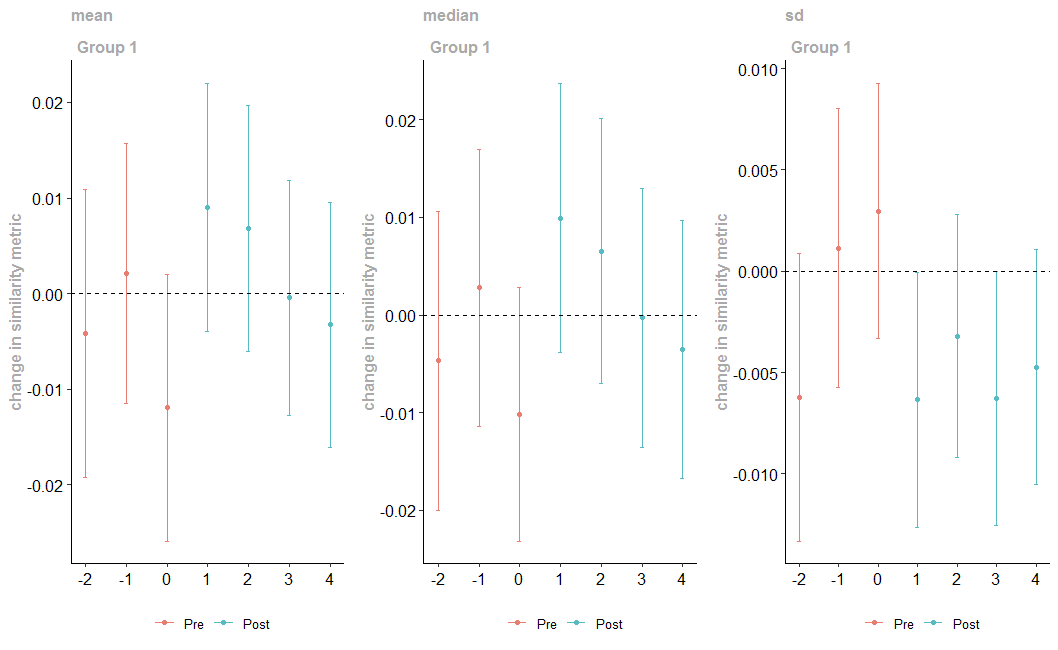 mean
Group 1
change in similarity metric
0.02
0.01
0.00
-0.01
-0.02
-2 -1 0 1 2 3 4
Pre Post
median
Group 1
change in similarity metric
0.02
0.01
0.00
-0.01
-0.02
-2 -1 0 1 2 3 4
Pre Post
sd
Group 1
change in similarity metric
0.010
0.005
0.000
-0.005
-0.010
-2 -1 0 1 2 3 4
Pre Post